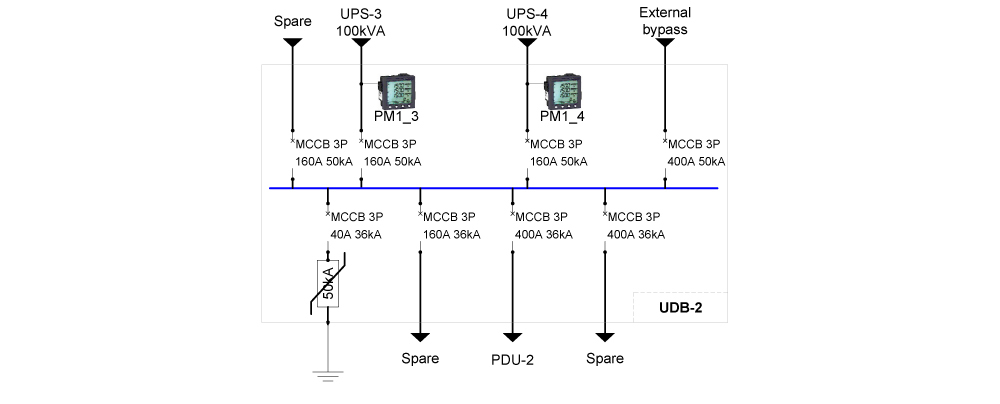 Spare
UPS-3
100kVA
UPS-4
100kVA
External
bypass
PM1_3
PM1_4
MCCB 3P
160A 50kA
MCCB 3P
160A 50kA
MCCB 3P
160A 50kA
MCCB 3P
400A 50kA
MCCB 3P
40A 36kA
MCCB 3P
160A 36kA
MCCB 3P
400A 36kA
MCCB 3P
400A 36kA
50kA
UDB-2
Spare
PDU-2
Spare